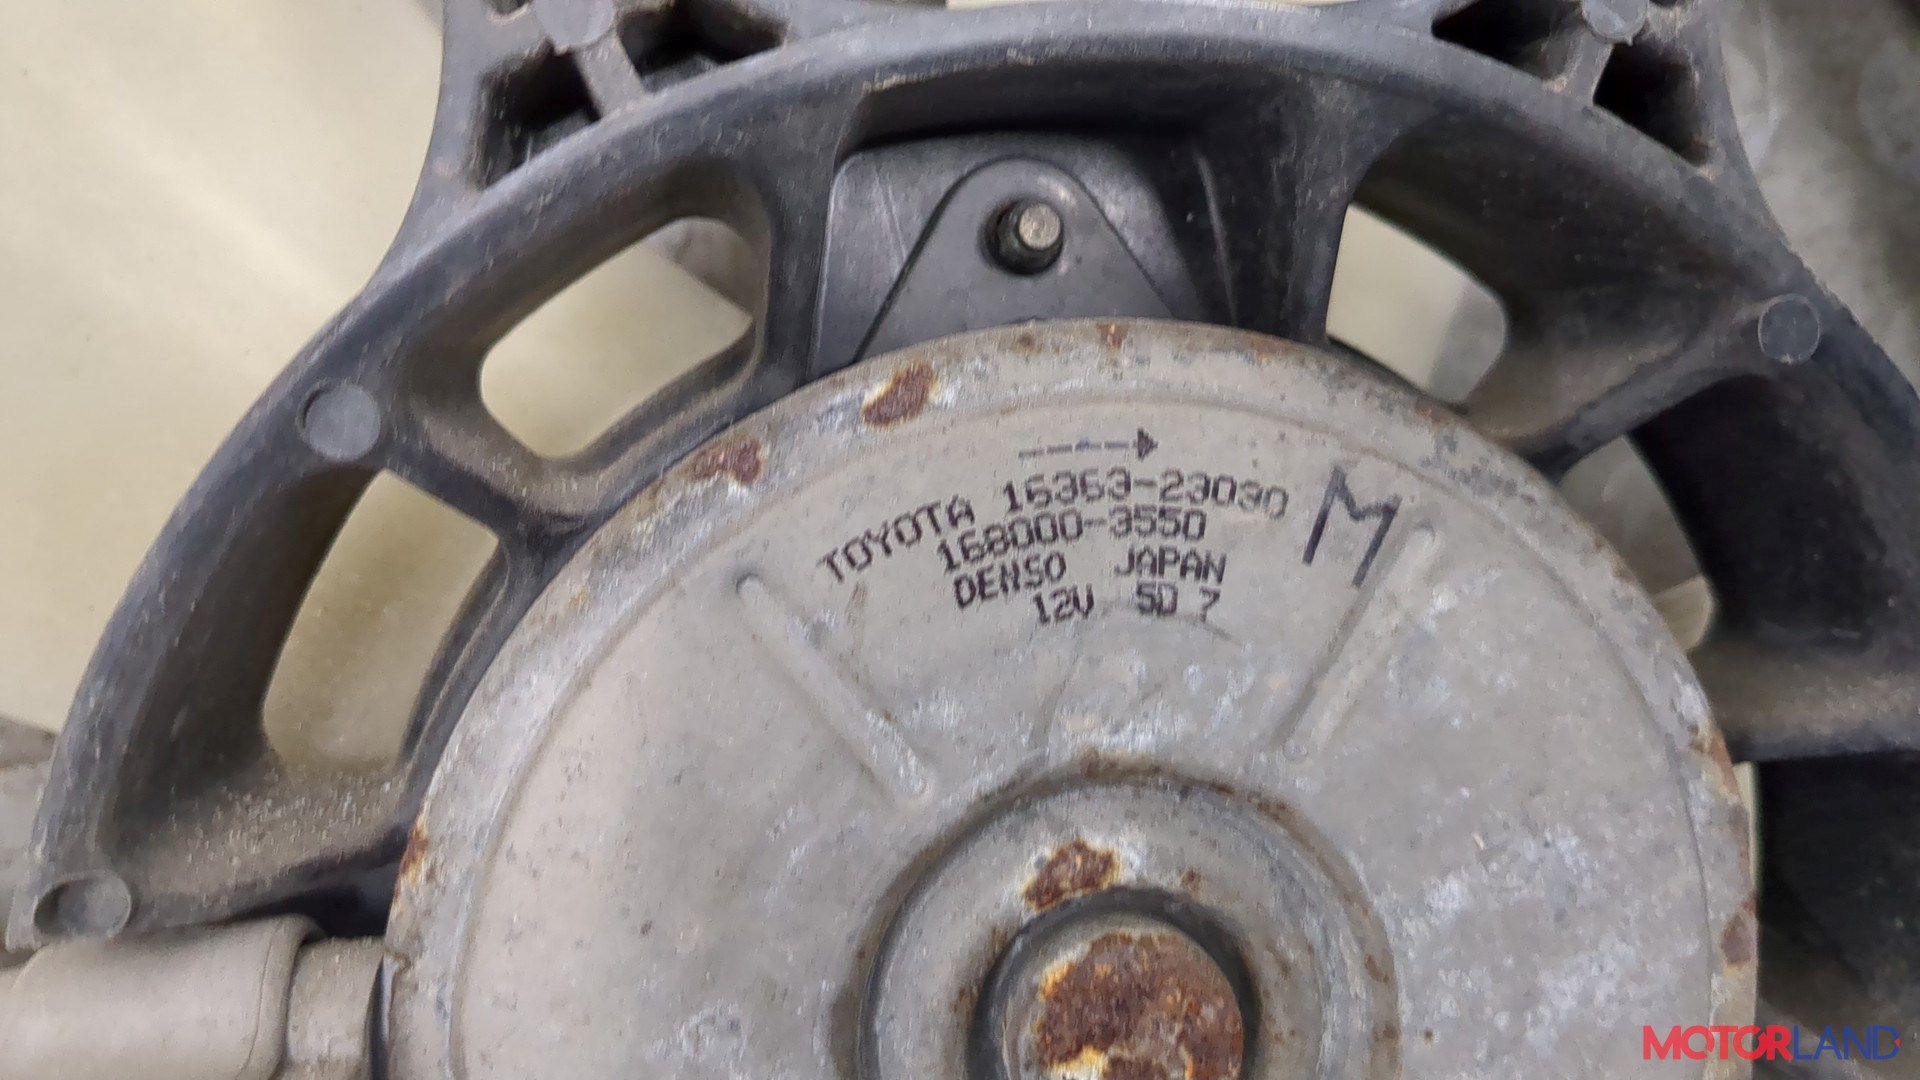 TOYOTA 16363-23030
168000-3550
DENSO JAPAN
12V 5D 7
M
MOTORLAND